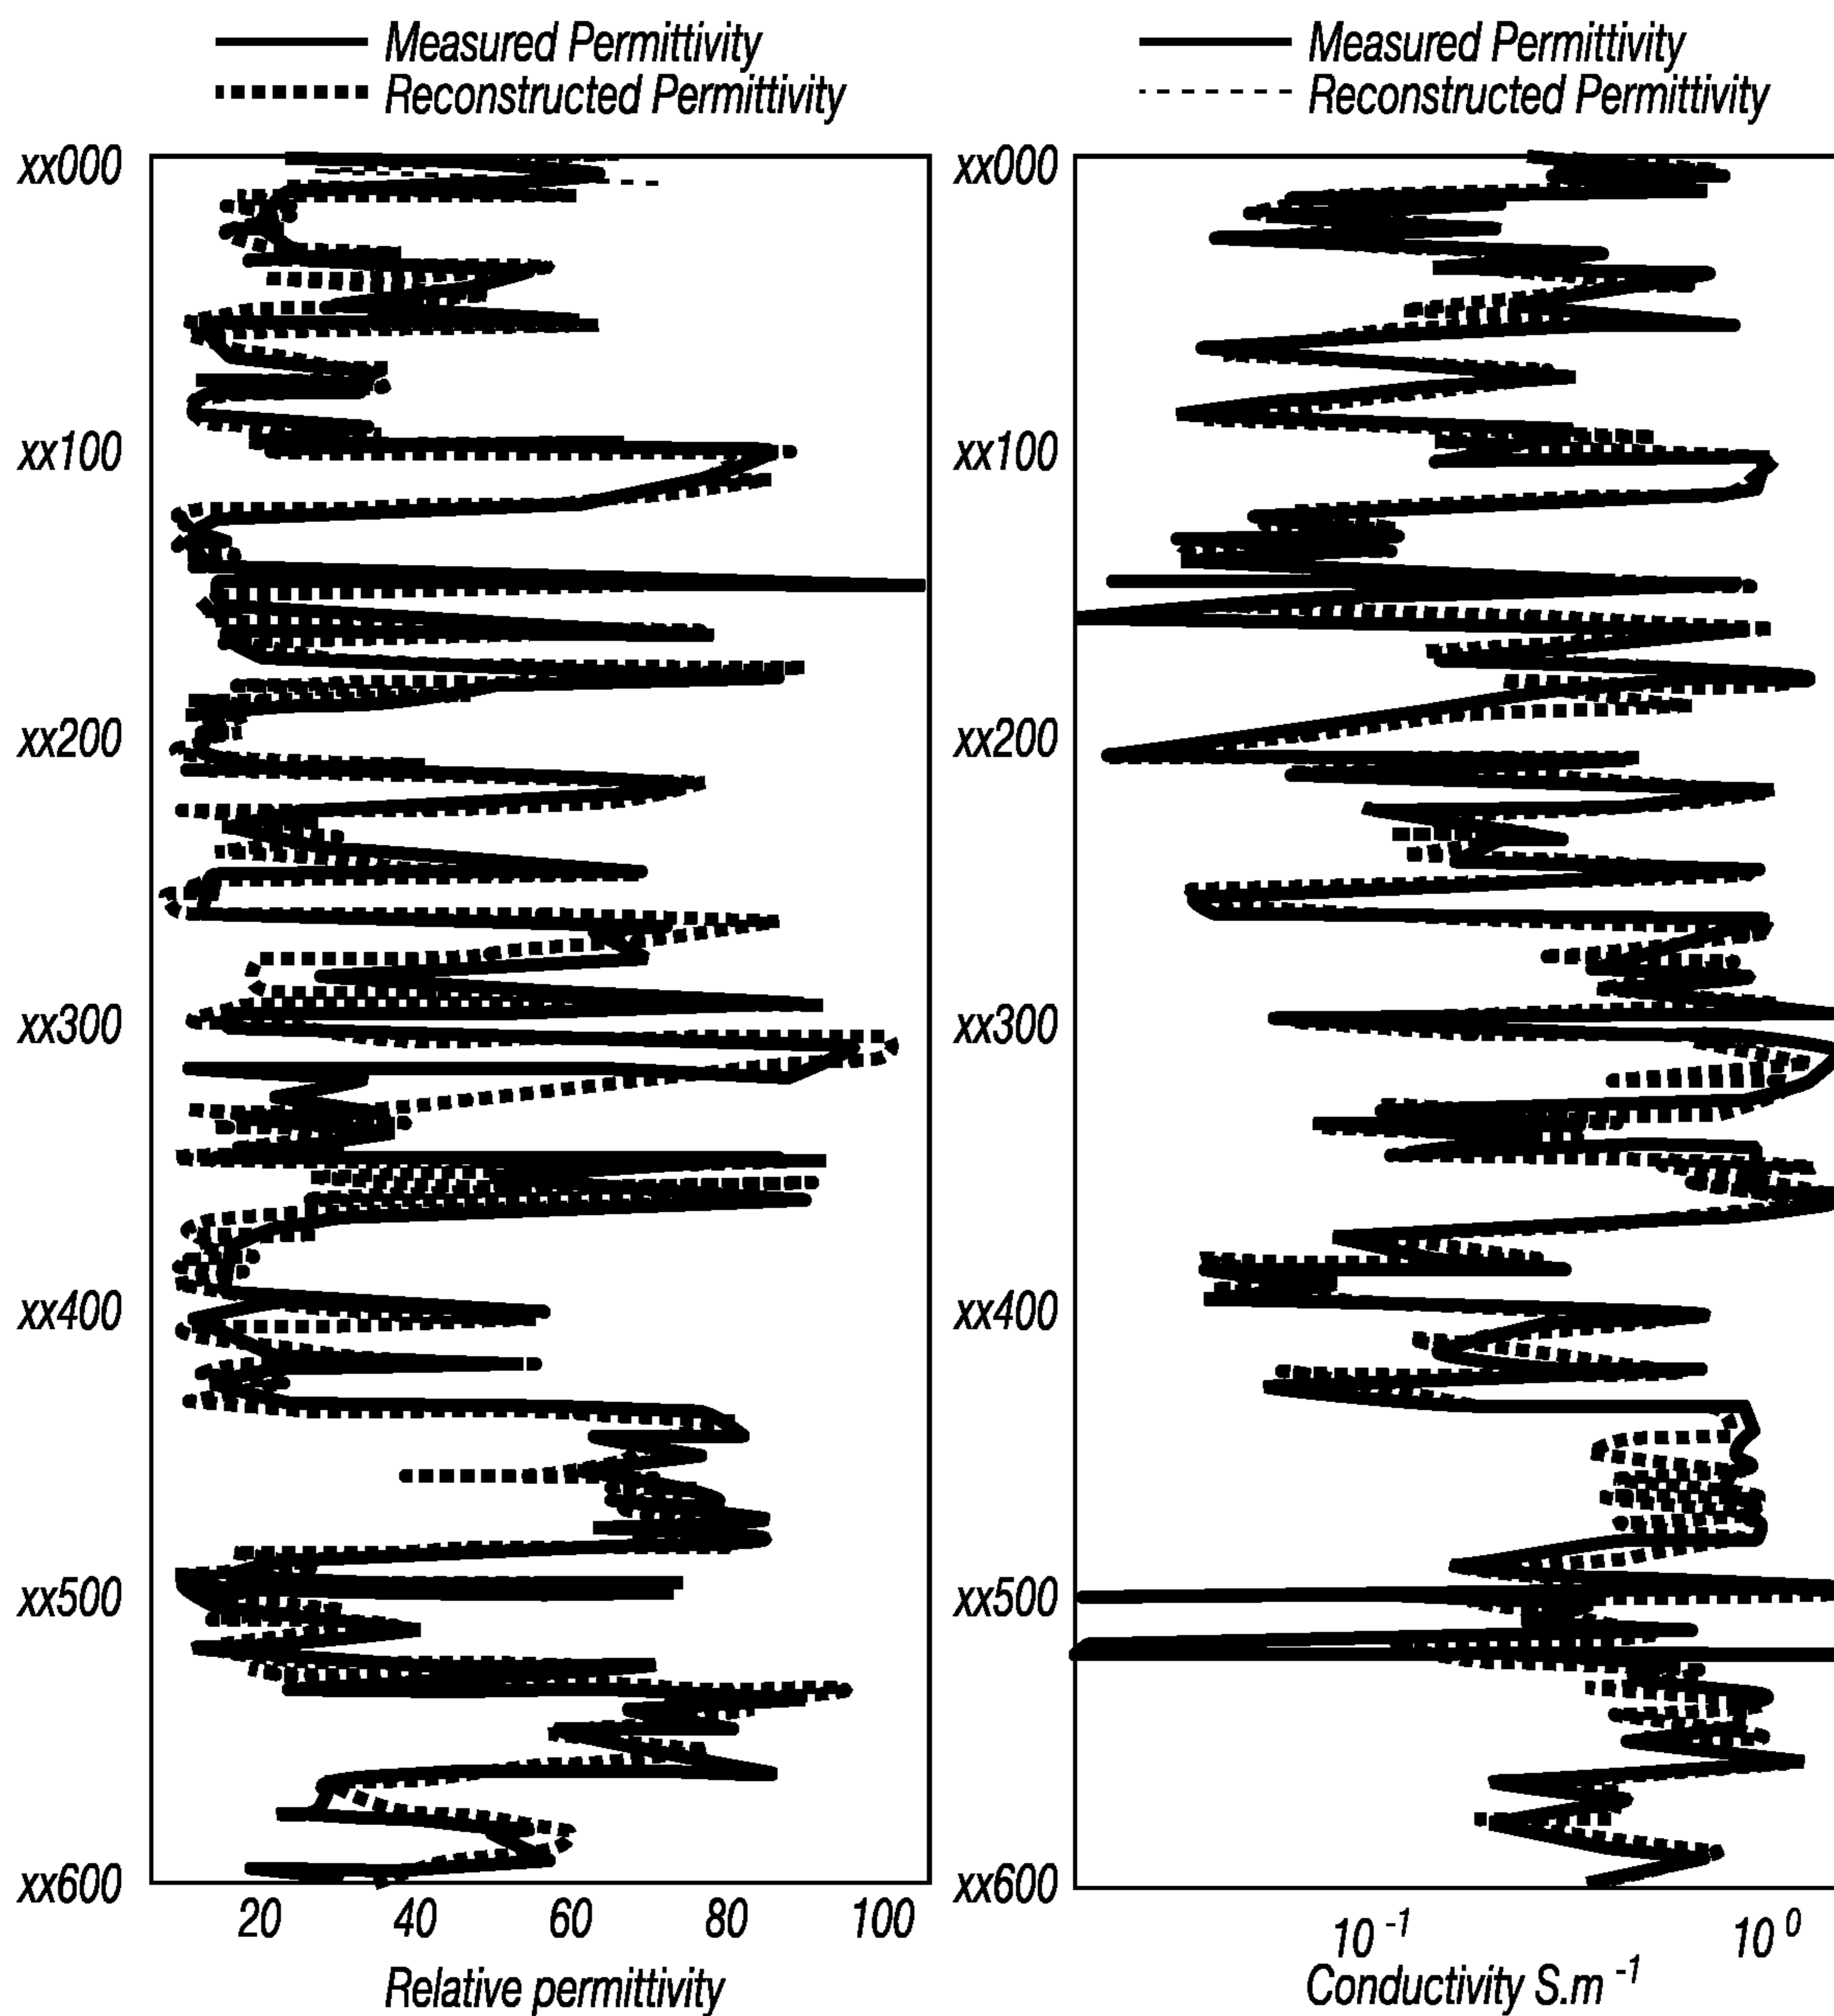 Measured Permittivity
Reconstructed Permittivity
xx000
xx100
xx200
xx300
xx400
xx500
xx600
20 40 60 80 100
Relative permittivity
Measured Permittivity
Reconstructed Permittivity
xx000
xx100
xx200
xx300
xx400
xx500
xx600
10 -1 10 0
Conductivity S.m -1